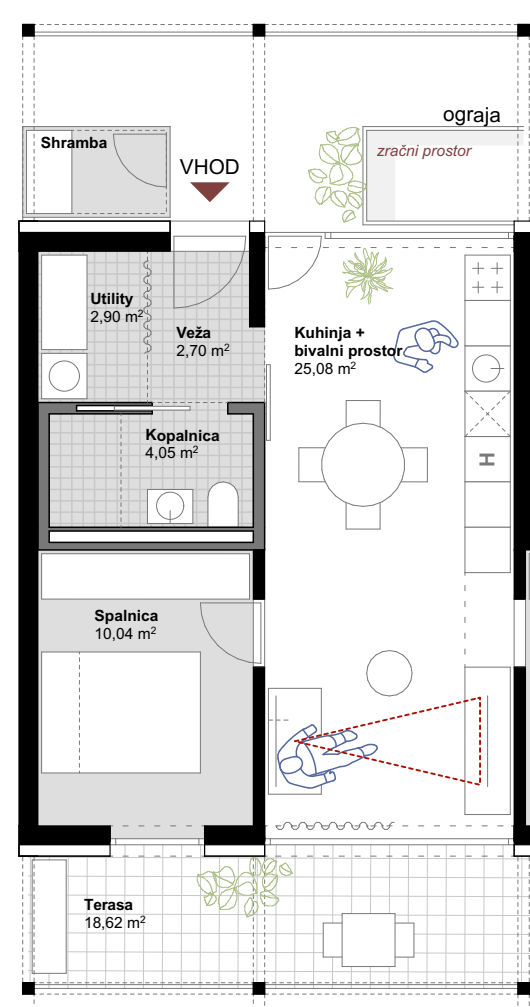 ograja
Shramba
zračni prostor
VHOD
Utility
2,90 m²
Veža
2,70 m²
Kuhinja +
bivalni prostor
25,08 m²
Kopalnica
4,05 m²
H
Spalnica
10,04 m²
Terasa
18,62 m²